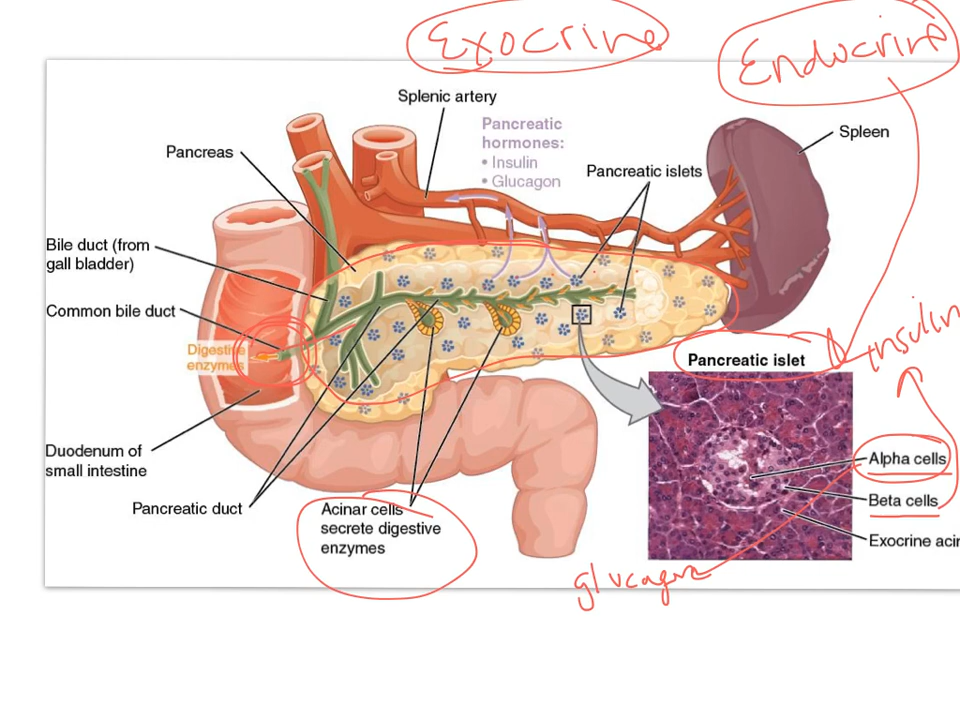 Exocrine
Endocrine
Splenic artery
Pancreatic
hormones:
• Insulin
• Glucagon
Spleen
Pancreas
Pancreatic islets
Bile duct (from
gall bladder)
Common bile duct
Digestive
enzymes
insulin
Pancreatic islet
Duodenum of
small intestine
Alpha cells
Beta cells
Pancreatic duct
Acinar cells
secrete digestive
enzymes
Exocrine acin